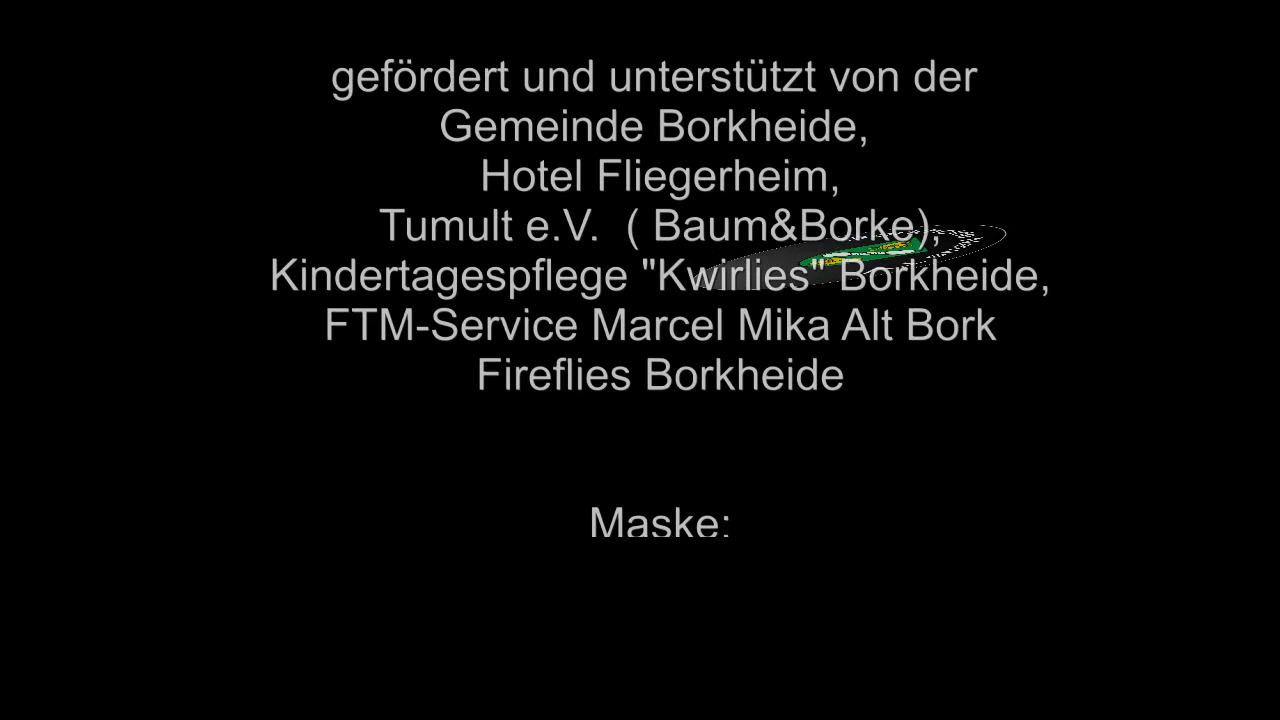 gefördert und unterstützt von der
Gemeinde Borkheide,
Hotel Fliegerheim,
Tumult e.V. ( Baum&Borke),
Kindertagespflege "Kwirlies" Borkheide,
FTM-Service Marcel Mika Alt Bork
Fireflies Borkheide
Maske: